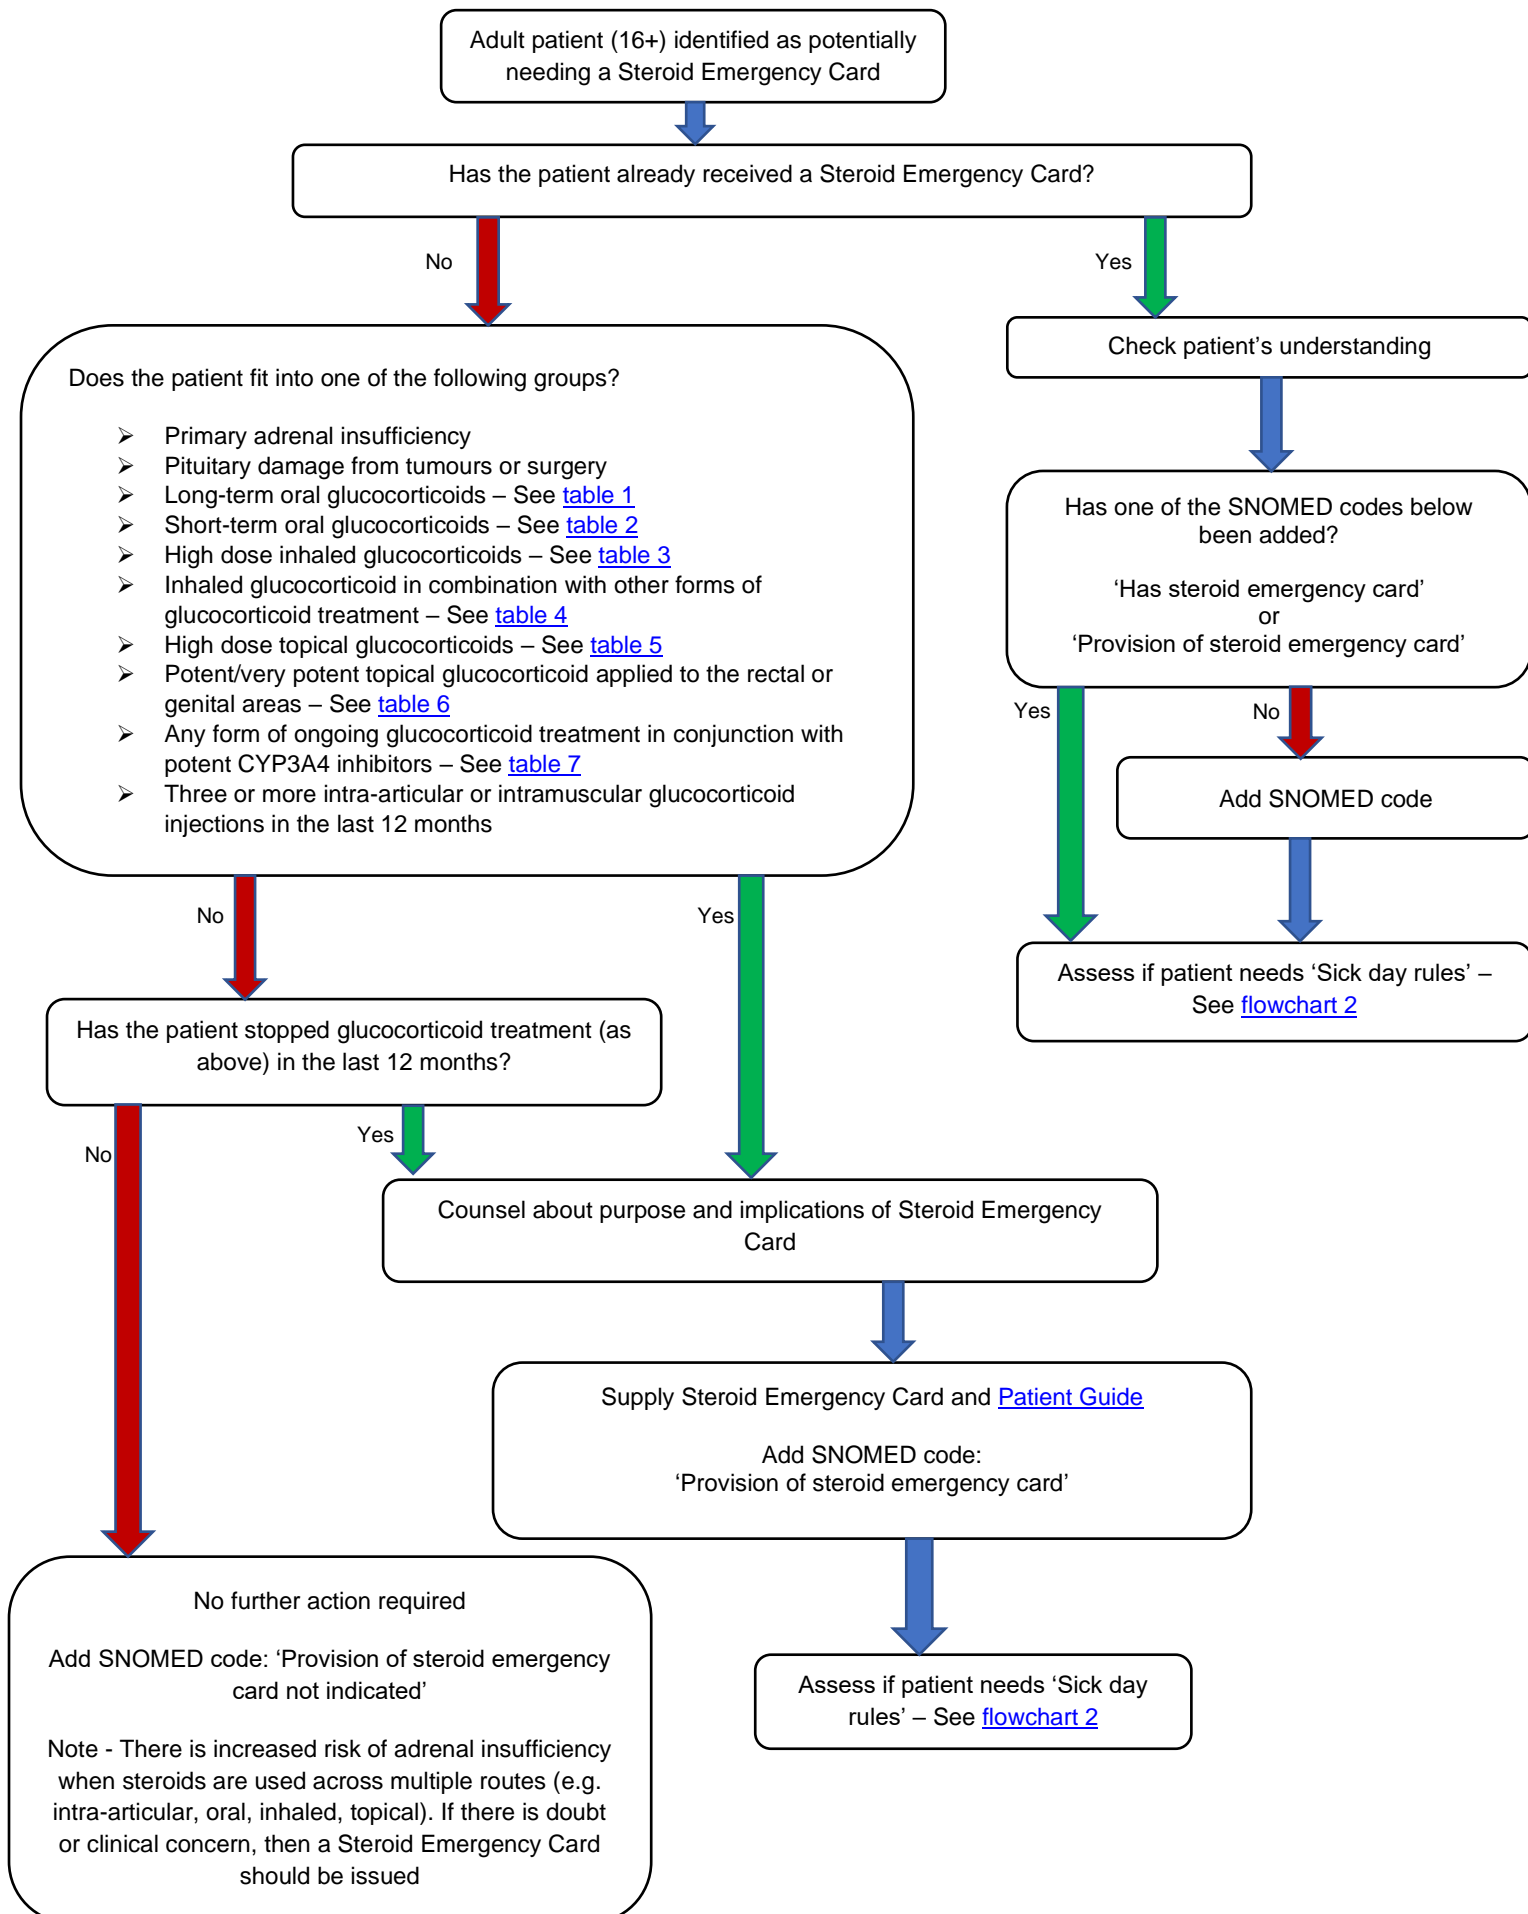 Adult patient (16+) identified as potentially
needing a Steroid Emergency Card
Has the patient already received a Steroid Emergency Card?
No
Yes
Does the patient fit into one of the following groups?
➢ Primary adrenal insufficiency
➢ Pituitary damage from tumours or surgery
➢ Long-term oral glucocorticoids – See table 1
➢ Short-term oral glucocorticoids – See table 2
➢ High dose inhaled glucocorticoids – See table 3
➢ Inhaled glucocorticoid in combination with other forms of
glucocorticoid treatment – See table 4
➢ High dose topical glucocorticoids – See table 5
➢ Potent/very potent topical glucocorticoid applied to the rectal or
genital areas – See table 6
➢ Any form of ongoing glucocorticoid treatment in conjunction with
potent CYP3A4 inhibitors – See table 7
➢ Three or more intra-articular or intramuscular glucocorticoid
injections in the last 12 months
Check patient’s understanding
Has one of the SNOMED codes below
been added?
‘Has steroid emergency card’
or
‘Provision of steroid emergency card’
Yes
No
Add SNOMED code
Assess if patient needs ‘Sick day rules’ –
See flowchart 2
No
Yes
Has the patient stopped glucocorticoid treatment (as
above) in the last 12 months?
No
Yes
Counsel about purpose and implications of Steroid Emergency
Card
Supply Steroid Emergency Card and Patient Guide
Add SNOMED code:
‘Provision of steroid emergency card’
Assess if patient needs ‘Sick day
rules’ – See flowchart 2
No further action required
Add SNOMED code: ‘Provision of steroid emergency
card not indicated’
Note - There is increased risk of adrenal insufficiency
when steroids are used across multiple routes (e.g.
intra-articular, oral, inhaled, topical). If there is doubt
or clinical concern, then a Steroid Emergency Card
should be issued